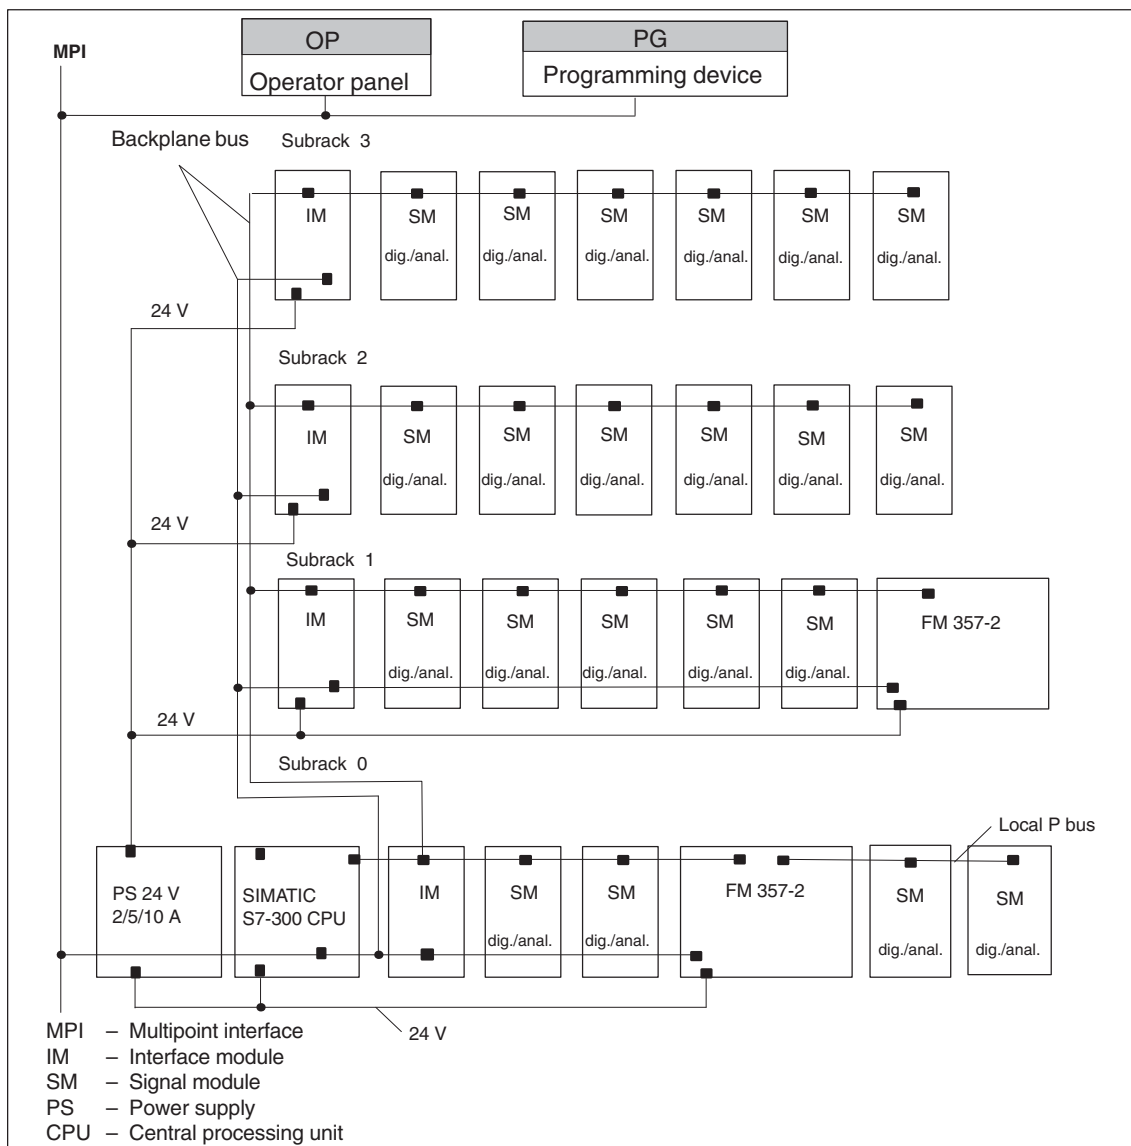 MPI
OP
Operator panel
PG
Programming device
Backplane bus
Subrack 3
IM
SM
SM
SM
SM
SM
SM
dig./anal.
dig./anal.
dig./anal.
dig./anal.
dig./anal.
dig./anal.
24 V
Subrack 2
IM
SM
SM
SM
SM
SM
SM
dig./anal.
dig./anal.
dig./anal.
dig./anal.
dig./anal.
dig./anal.
24 V
Subrack 1
IM
SM
SM
SM
SM
SM
FM 357-2
dig./anal.
dig./anal.
dig./anal.
dig./anal.
dig./anal.
24 V
Subrack 0
Local P bus
PS 24 V
2/5/10 A
SIMATIC
S7-300 CPU
IM
SM
SM
FM 357-2
SM
SM
dig./anal.
dig./anal.
dig./anal.
dig./anal.
24 V
MPI – Multipoint interface
IM – Interface module
SM – Signal module
PS – Power supply
CPU – Central processing unit